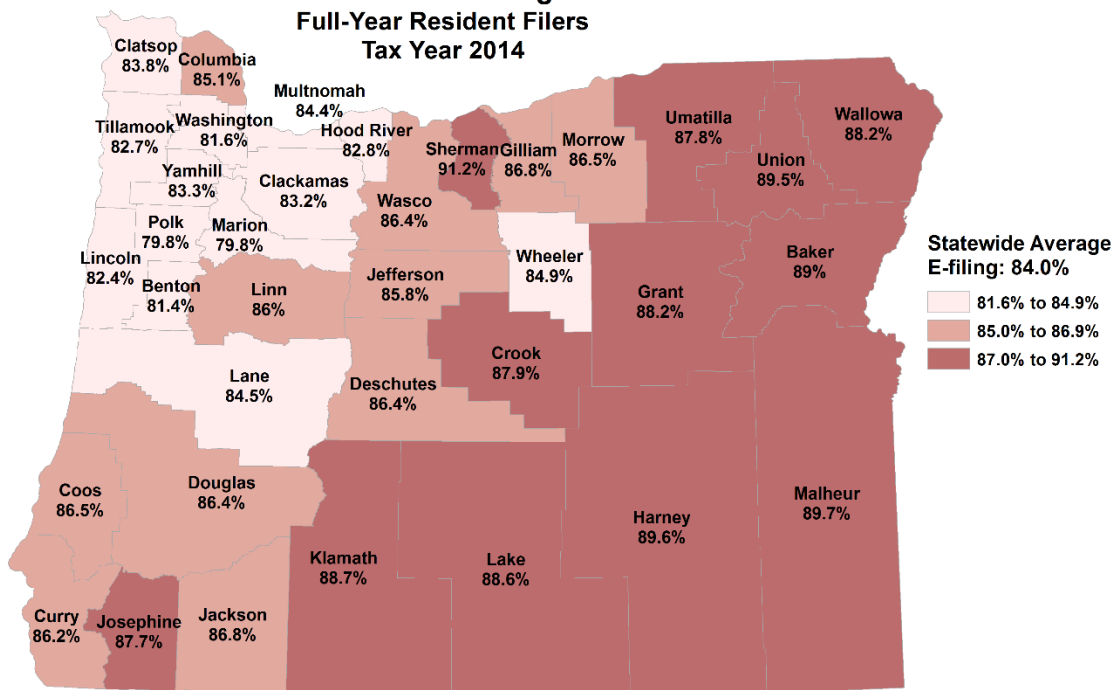 Full-Year Resident Filers
Tax Year 2014
Clatsop
83.8%
Columbia
85.1%
Multnomah
84.4%
Tillamook
82.7%
Washington
81.6%
Hood River
82.8%
Sherman
91.2%
Gilliam
86.8%
Morrow
86.5%
Umatilla
87.8%
Union
89.5%
Wallowa
88.2%
Yamhill
83.3%
Clackamas
83.2%
Wasco
86.4%
Polk
79.8%
Marion
79.8%
Lincoln
82.4%
Benton
81.4%
Linn
86%
Jefferson
85.8%
Wheeler
84.9%
Grant
88.2%
Baker
89%
Statewide Average
E-filing: 84.0%
81.6% to 84.9%
85.0% to 86.9%
87.0% to 91.2%
Crook
87.9%
Lane
84.5%
Deschutes
86.4%
Coos
86.5%
Douglas
86.4%
Malheur
89.7%
Harney
89.6%
Klamath
88.7%
Lake
88.6%
Curry
86.2%
Josephine
87.7%
Jackson
86.8%